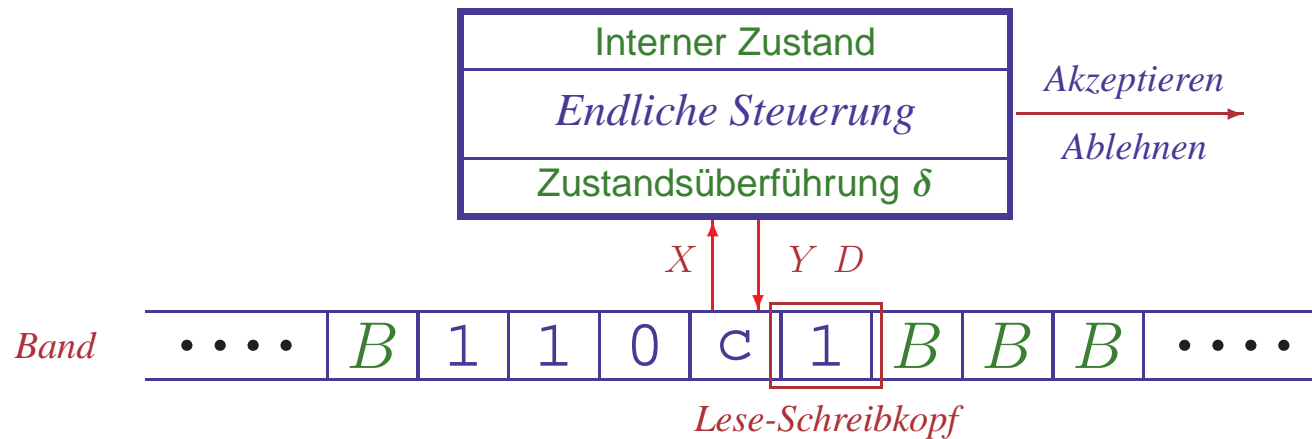 Interner Zustand
Endliche Steuerung
Zustandsüberführung δ
Akzeptieren
Ablehnen
X Y D
Band •••• B 1 1 0 c 1 B B B ••••
Lese-Schreibkopf